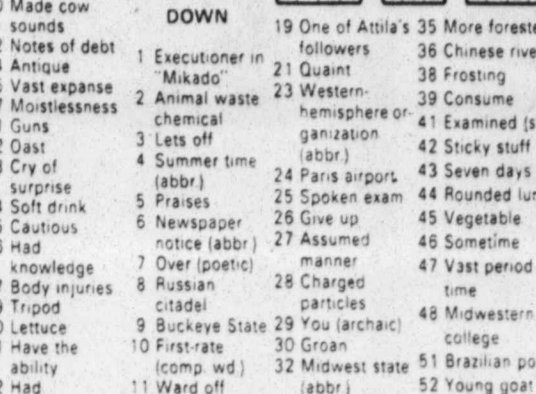 Made cow
sounds
Notes of debt
Antique
Vast expanse
Moistlessness
Guns
Oast
Cry of
surprise
Soft drink
Cautious
Had
knowledge
Body injuries
Tripod
Lettuce
Have the
ability
Had
DOWN
1 Executioner in
"Mikado"
2 Animal waste
chemical
3 Lets off
4 Summer time
(abbr.)
5 Praises
6 Newspaper
notice (abbr.)
7 Over (poetic)
8 Russian
citadel
9 Buckeye State
10 First-rate
(comp. wd.)
11 Ward off
19 One of Attila's
followers
21 Quaint
23 Western-
hemisphere or-
ganization
(abbr.)
24 Paris airport
25 Spoken exam
26 Give up
27 Assumed
manner
28 Charged
particles
29 You (archaic)
30 Groan
32 Midwest state
(abbr.)
35 More
36 Chinese
38 Frosting
39 Consume
41 Examined
42 Sticky stuff
43 Seven days
44 Rounded
45 Vegetable
46 Sometime
47 Vast period
time
48 Midwestern
college
51 Brazilian
52 Young goat